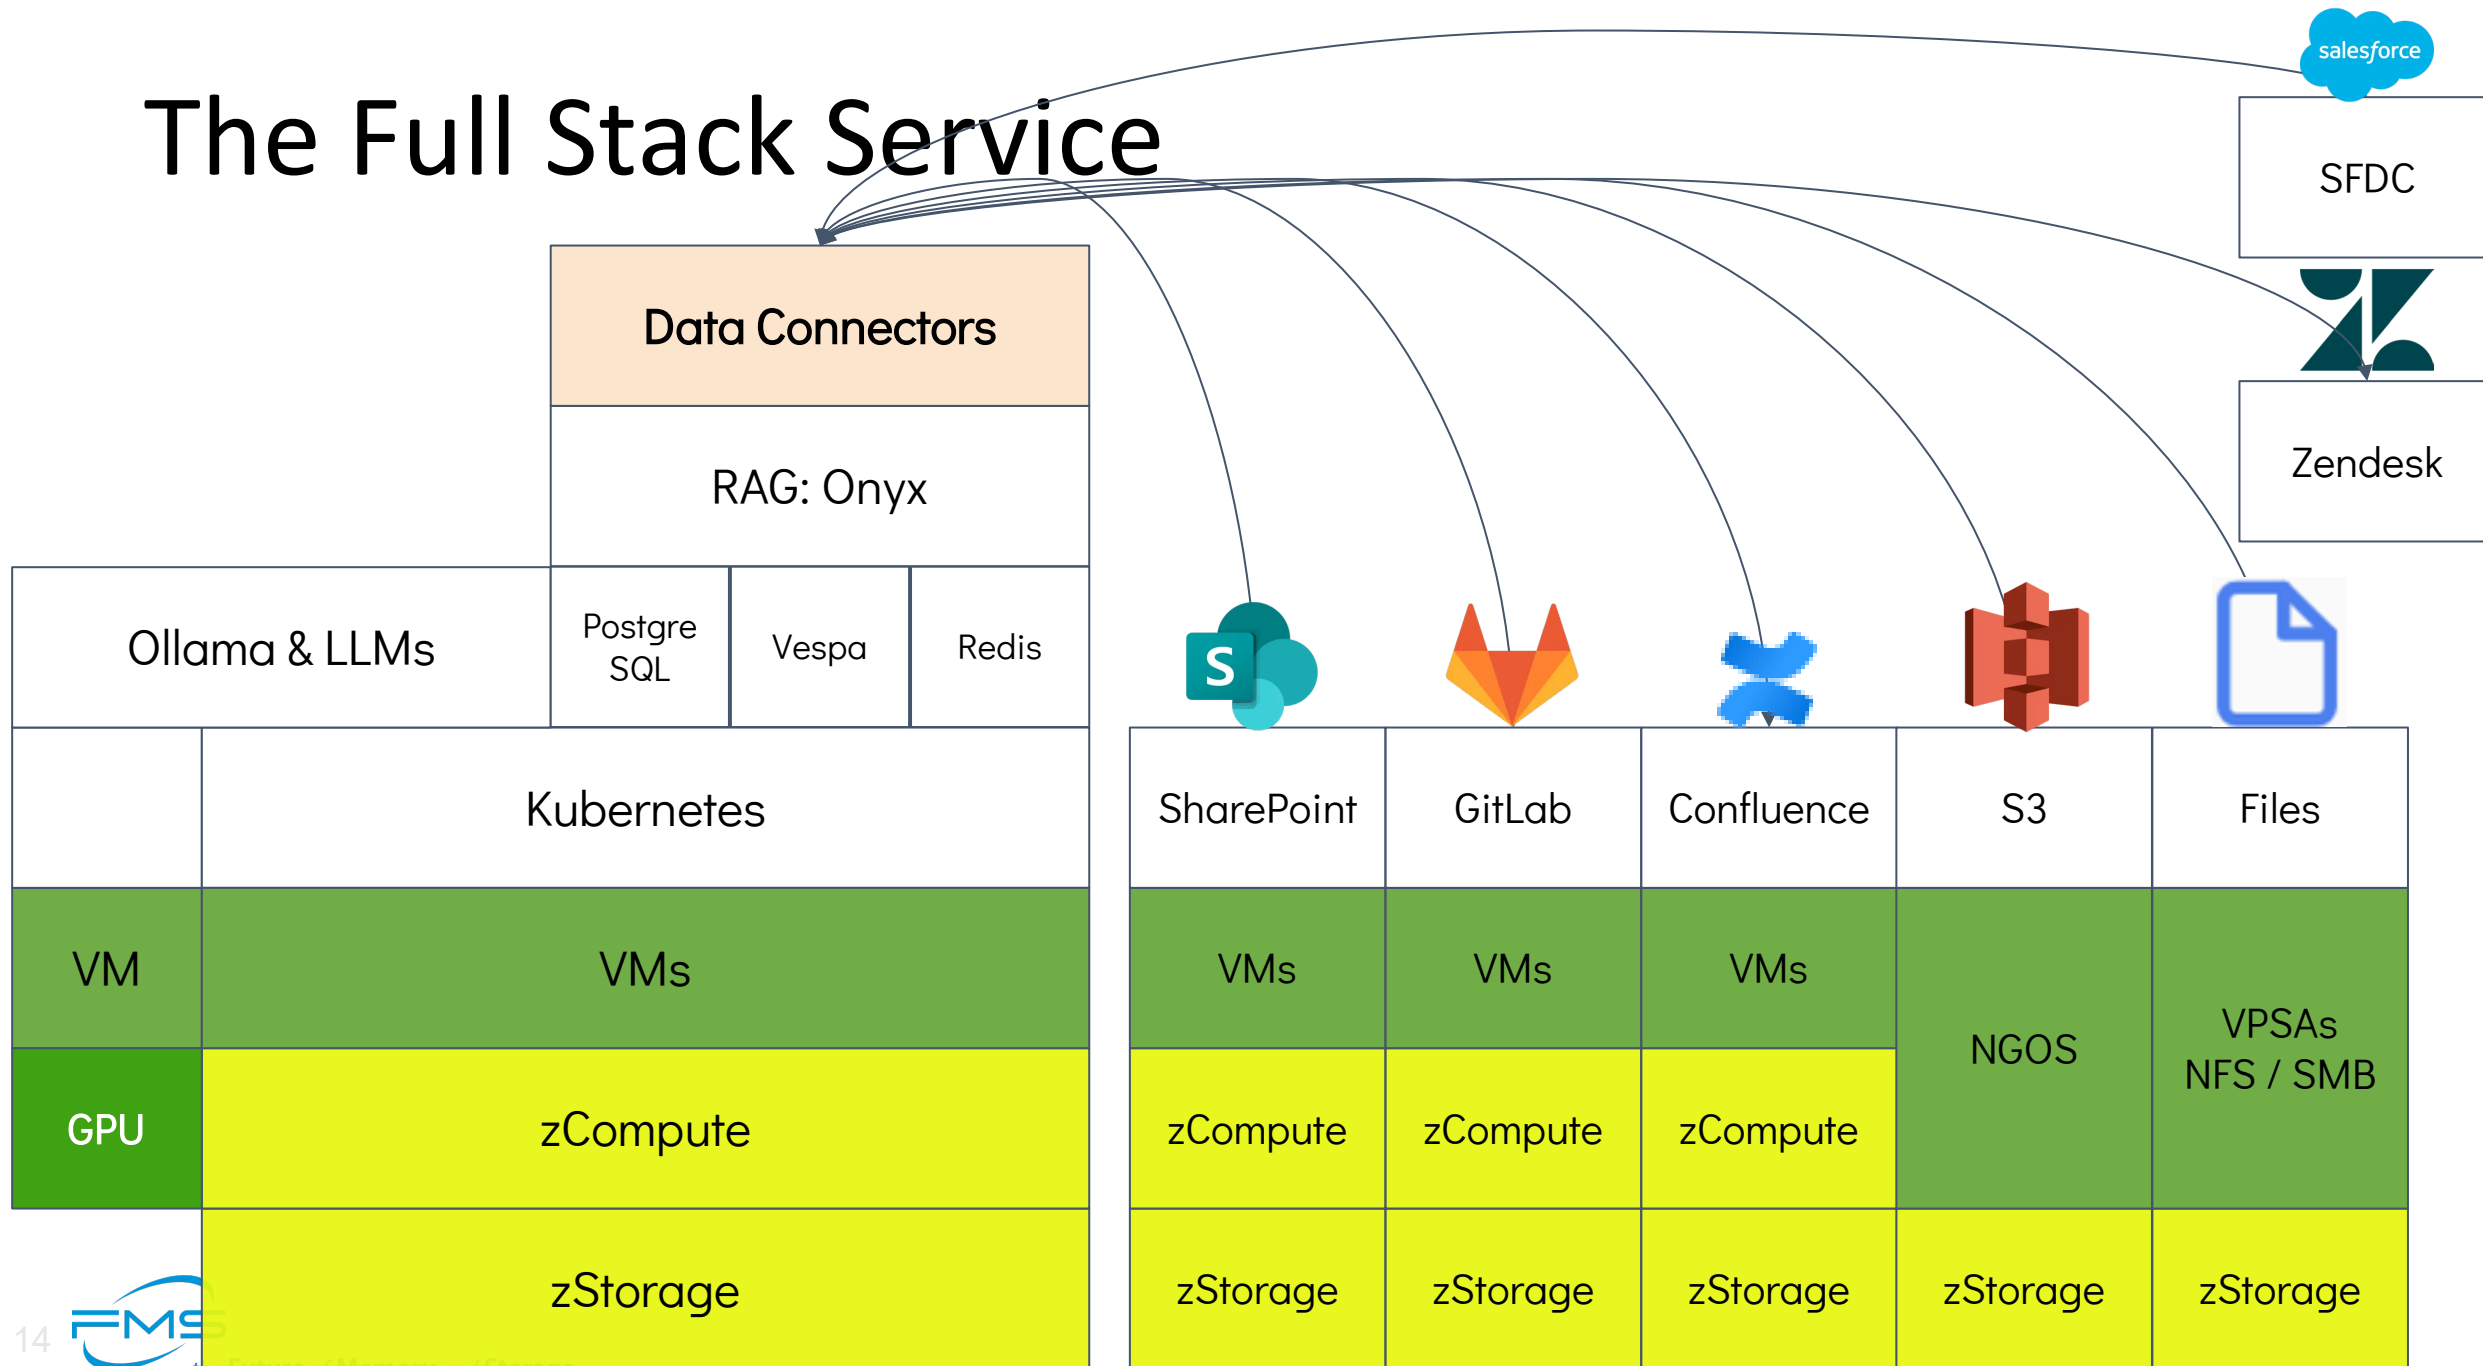 salesforce
The Full Stack Service
SFDC
Data Connectors
Zendesk
RAG: Onyx
Ollama & LLMs
Postgre
SQL
Vespa
Redis
S
Kubernetes
SharePoint
GitLab
Confluence
S3
Files
VM
VMs
VMs
VMs
VMs
NGOS
VPSAs
NFS / SMB
GPU
zCompute
zCompute
zCompute
zCompute
zStorage
zStorage
zStorage
zStorage
zStorage
zStorage
14
FMS